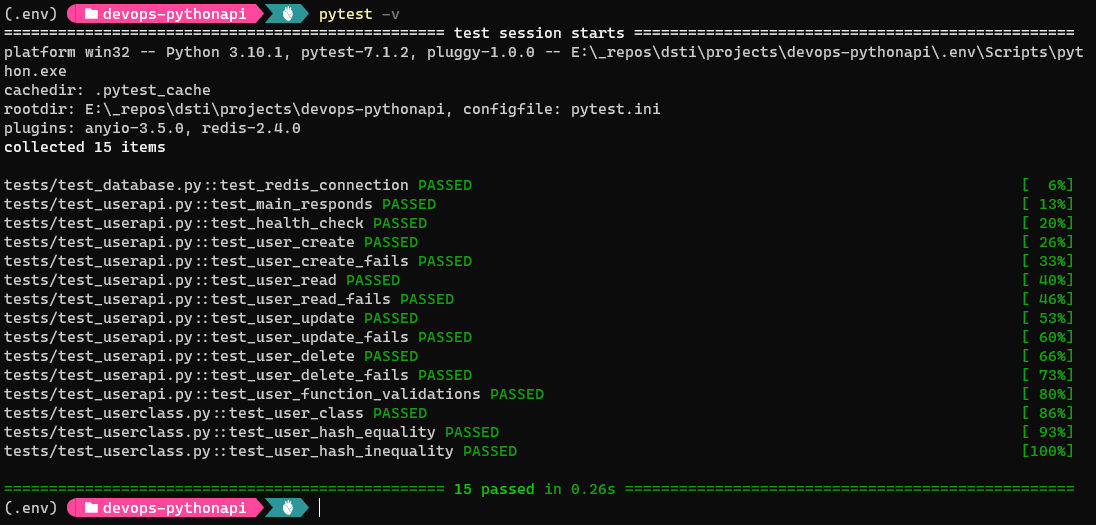 (.env) devops-pythonapi pytest -v
================================================= test session starts =================================================
platform win32 -- Python 3.10.1, pytest-7.1.2, pluggy-1.0.0 -- E:\_repos\dsti\projects\devops-pythonapi\.env\Scripts\pyt
hon.exe
cachedir: .pytest_cache
rootdir: E:\_repos\dsti\projects\devops-pythonapi, configfile: pytest.ini
plugins: anyio-3.5.0, redis-2.4.0
collected 15 items
tests/test_database.py::test_redis_connection PASSED [  6%]
tests/test_userapi.py::test_main_responds PASSED [ 13%]
tests/test_userapi.py::test_health_check PASSED [ 20%]
tests/test_userapi.py::test_user_create PASSED [ 26%]
tests/test_userapi.py::test_user_create_fails PASSED [ 33%]
tests/test_userapi.py::test_user_read PASSED [ 40%]
tests/test_userapi.py::test_user_read_fails PASSED [ 46%]
tests/test_userapi.py::test_user_update PASSED [ 53%]
tests/test_userapi.py::test_user_update_fails PASSED [ 60%]
tests/test_userapi.py::test_user_delete PASSED [ 66%]
tests/test_userapi.py::test_user_delete_fails PASSED [ 73%]
tests/test_userapi.py::test_user_function_validations PASSED [ 80%]
tests/test_userclass.py::test_user_class PASSED [ 86%]
tests/test_userclass.py::test_user_hash_equality PASSED [ 93%]
tests/test_userclass.py::test_user_hash_inequality PASSED [100%]
================================================= 15 passed in 0.26s ==================================================
(.env) devops-pythonapi